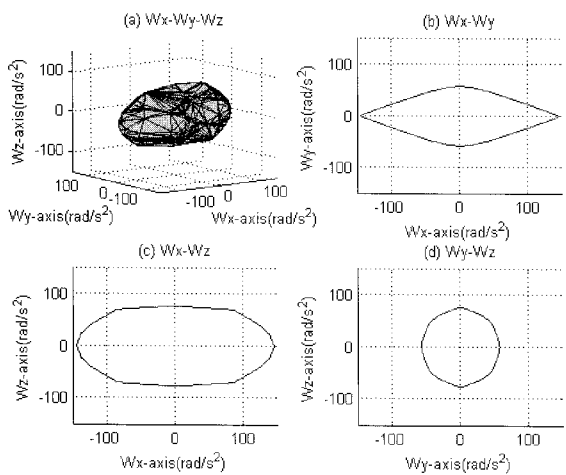 (a) Wx-Wy-Wz
100
0
-100
Wz-axis(rad/s²)
100
0
-100
Wy-axis(rad/s²)
-100
0
100
Wx-axis(rad/s²)
(b) Wx-Wy
100
0
-100
Wy-axis(rad/s²)
-100
0
100
Wx-axis(rad/s²)
(c) Wx-Wz
100
0
-100
Wz-axis(rad/s²)
-100
0
100
Wx-axis(rad/s²)
(d) Wy-Wz
100
0
-100
Wz-axis(rad/s²)
-100
0
100
Wy-axis(rad/s²)